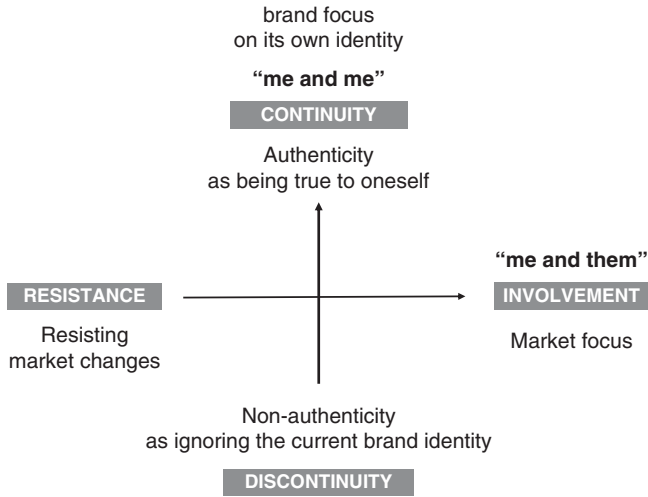 brand focus
on its own identity
“me and me”
CONTINUITY
Authenticity
as being true to oneself
“me and them”
RESISTANCE
INVOLVEMENT
Resisting
market changes
Market focus
Non-authenticity
as ignoring the current brand identity
DISCONTINUITY